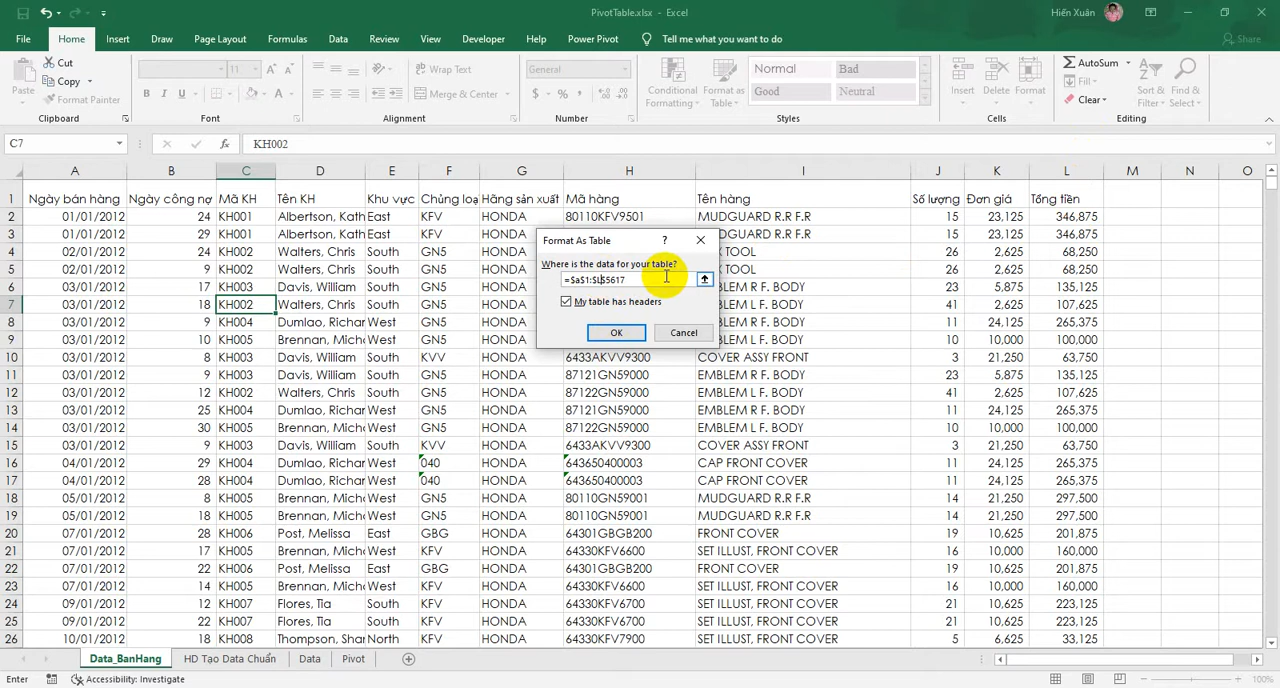 PivotTable.xlsx - Excel
Hiến Xuân
File Home Insert Draw Page Layout Formulas Data Review View Developer Help Power Pivot Tell me what you want to do Share
Paste Cut Copy Format Painter
Clipboard
11 B I U
Font
Wrap Text Merge & Center
Alignment
General $ %
Number
Conditional Formatting Format as Table Normal Bad Good Neutral
Styles
Insert Delete Format
Cells
AutoSum Fill Clear Sort & Filter Find & Select
Editing
C7 fx KH002
A B C D E F G H I J K L M N O
1 Ngày bán hàng Ngày công nợ Mã KH Tên KH Khu vực Chủng loạ Hãng sản xuất Mã hàng Tên hàng Số lượng Đơn giá Tổng tiền
2 01/01/2012 24 KH001 Albertson, Kath East KFV HONDA 80110KFV9501 MUDGUARD R.R F.R 15 23,125 346,875
3 01/01/2012 29 KH001 Albertson, Kath East KFV HONDA MUDGUARD R.R F.R 15 23,125 346,875
4 02/01/2012 24 KH002 Walters, Chris South GN5 HONDA TOOL 26 2,625 68,250
5 02/01/2012 9 KH002 Walters, Chris South GN5 HONDA TOOL 26 2,625 68,250
6 03/01/2012 17 KH003 Davis, William South GN5 HONDA EMBLEM R F. BODY 23 5,875 135,125
7 03/01/2012 18 KH002 Walters, Chris South GN5 HONDA EMBLEM L F. BODY 41 2,625 107,625
8 03/01/2012 9 KH004 Dumlao, Richar West GN5 HONDA EMBLEM R F. BODY 11 24,125 265,375
9 03/01/2012 10 KH005 Brennan, Micho West GN5 HONDA EMBLEM L F. BODY 10 10,000 100,000
10 03/01/2012 8 KH003 Davis, William South KVV HONDA 6433AKVV9300 COVER ASSY FRONT 3 21,250 63,750
11 03/01/2012 9 KH003 Davis, William South GN5 HONDA 87121GN59000 EMBLEM R F. BODY 23 5,875 135,125
12 03/01/2012 24 KH002 Walters, Chris South GN5 HONDA 87122GN59000 EMBLEM L F. BODY 41 2,625 107,625
13 03/01/2012 25 KH004 Dumlao, Richar West GN5 HONDA 87121GN59000 EMBLEM R F. BODY 11 24,125 265,375
14 03/01/2012 30 KH005 Brennan, Micho West GN5 HONDA 87122GN59000 EMBLEM L F. BODY 10 10,000 100,000
15 03/01/2012 9 KH003 Davis, William South KVV HONDA 6433AKVV9300 COVER ASSY FRONT 3 21,250 63,750
16 04/01/2012 29 KH004 Dumlao, Richar West 040 HONDA 643650400003 CAP FRONT COVER 11 24,125 265,375
17 04/01/2012 28 KH004 Dumlao, Richar West 040 HONDA 643650400003 CAP FRONT COVER 11 24,125 265,375
18 05/01/2012 8 KH005 Brennan, Micho West GN5 HONDA 80110GN59001 MUDGUARD R.R F.R 14 21,250 297,500
19 05/01/2012 18 KH005 Brennan, Micho West GN5 HONDA 80110GN59001 MUDGUARD R.R F.R 14 21,250 297,500
20 07/01/2012 28 KH006 Post, Melissa East GBG HONDA 64301GBGB200 FRONT COVER 19 10,625 201,875
21 07/01/2012 17 KH005 Brennan, Micho West KFV HONDA 64330KFV6600 SET ILLUST, FRONT COVER 16 10,000 160,000
22 07/01/2012 22 KH006 Post, Melissa East GBG HONDA 64301GBGB200 FRONT COVER 19 10,625 201,875
23 07/01/2012 14 KH005 Brennan, Micho West KFV HONDA 64330KFV6600 SET ILLUST, FRONT COVER 16 10,000 160,000
24 09/01/2012 12 KH007 Flores, Tia South KFV HONDA 64330KFV6700 SET ILLUST, FRONT COVER 21 10,625 223,125
25 09/01/2012 22 KH007 Flores, Tia South KFV HONDA 64330KFV6700 SET ILLUST, FRONT COVER 21 10,625 223,125
26 10/01/2012 18 KH008 Thompson, Shar North KFV HONDA 64330KFV7900 SET ILLUST, FRONT COVER 5 6,625 33,125
Format As Table ?
Where is the data for your table?
=$a$1:$L$5617
My table has headers
OK Cancel
Data_BanHang HD Tạo Data Chuẩn Data Pivot
Enter Accessibility: Investigate 100%